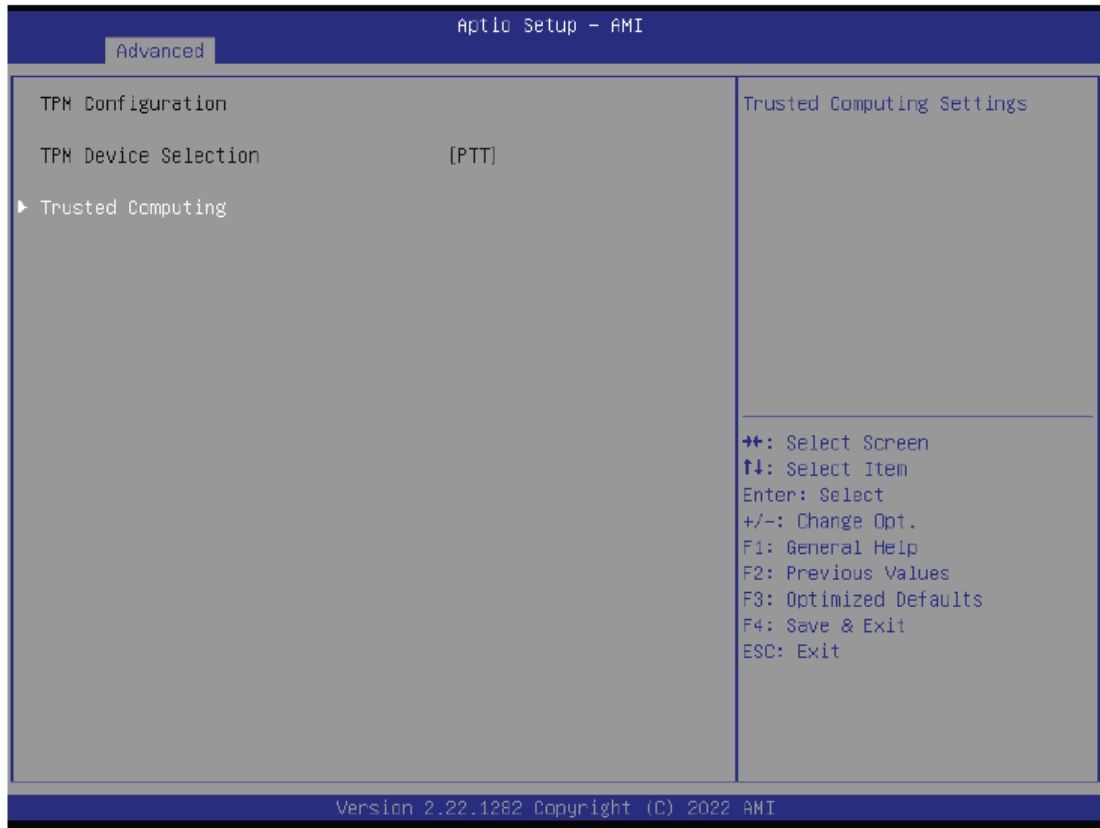 Aptio Setup – AMI
Advanced
TPM Configuration
TPM Device Selection [PTT]
Trusted Computing
Trusted Computing Settings
→←: Select Screen
↑↓: Select Item
Enter: Select
+/-: Change Opt.
F1: General Help
F2: Previous Values
F3: Optimized Defaults
F4: Save & Exit
ESC: Exit
Version 2.22.1282 Copyright (C) 2022 AMI